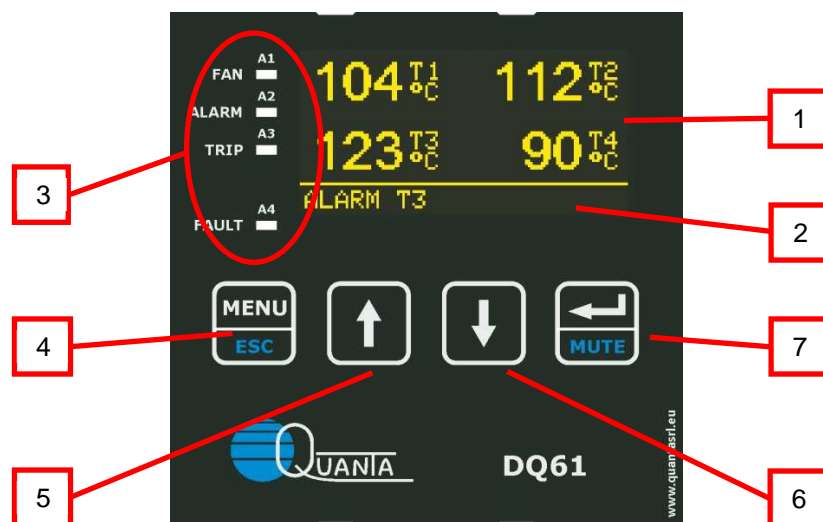 A1
FAN
A2
ALARM
A3
TRIP
A4
FAULT
104 T1 °C 112 T2 °C
123 T3 °C 90 T4 °C
ALARM T3
1
2
3
MENU
ESC
MUTE
4
7
QUANTA
DQ61
www.quantasrl.eu
5
6